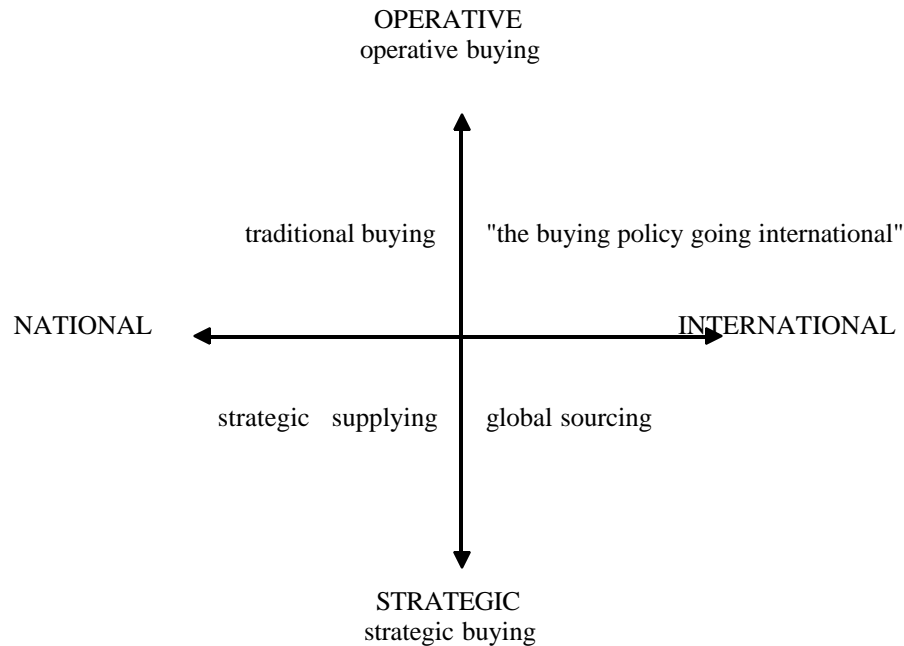 OPERATIVE
operative buying
traditional buying
"the buying policy going international"
NATIONAL
INTERNATIONAL
strategic supplying
global sourcing
STRATEGIC
strategic buying